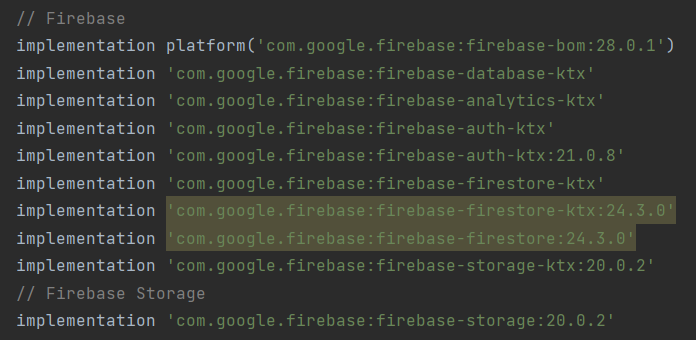 // Firebase
implementation platform('com.google.firebase:firebase-bom:28.0.1')
implementation 'com.google.firebase:firebase-database-ktx'
implementation 'com.google.firebase:firebase-analytics-ktx'
implementation 'com.google.firebase:firebase-auth-ktx'
implementation 'com.google.firebase:firebase-auth-ktx:21.0.8'
implementation 'com.google.firebase:firebase-firestore-ktx'
implementation 'com.google.firebase:firebase-firestore-ktx:24.3.0'
implementation 'com.google.firebase:firebase-firestore:24.3.0'
implementation 'com.google.firebase:firebase-storage-ktx:20.0.2'
// Firebase Storage
implementation 'com.google.firebase:firebase-storage:20.0.2'